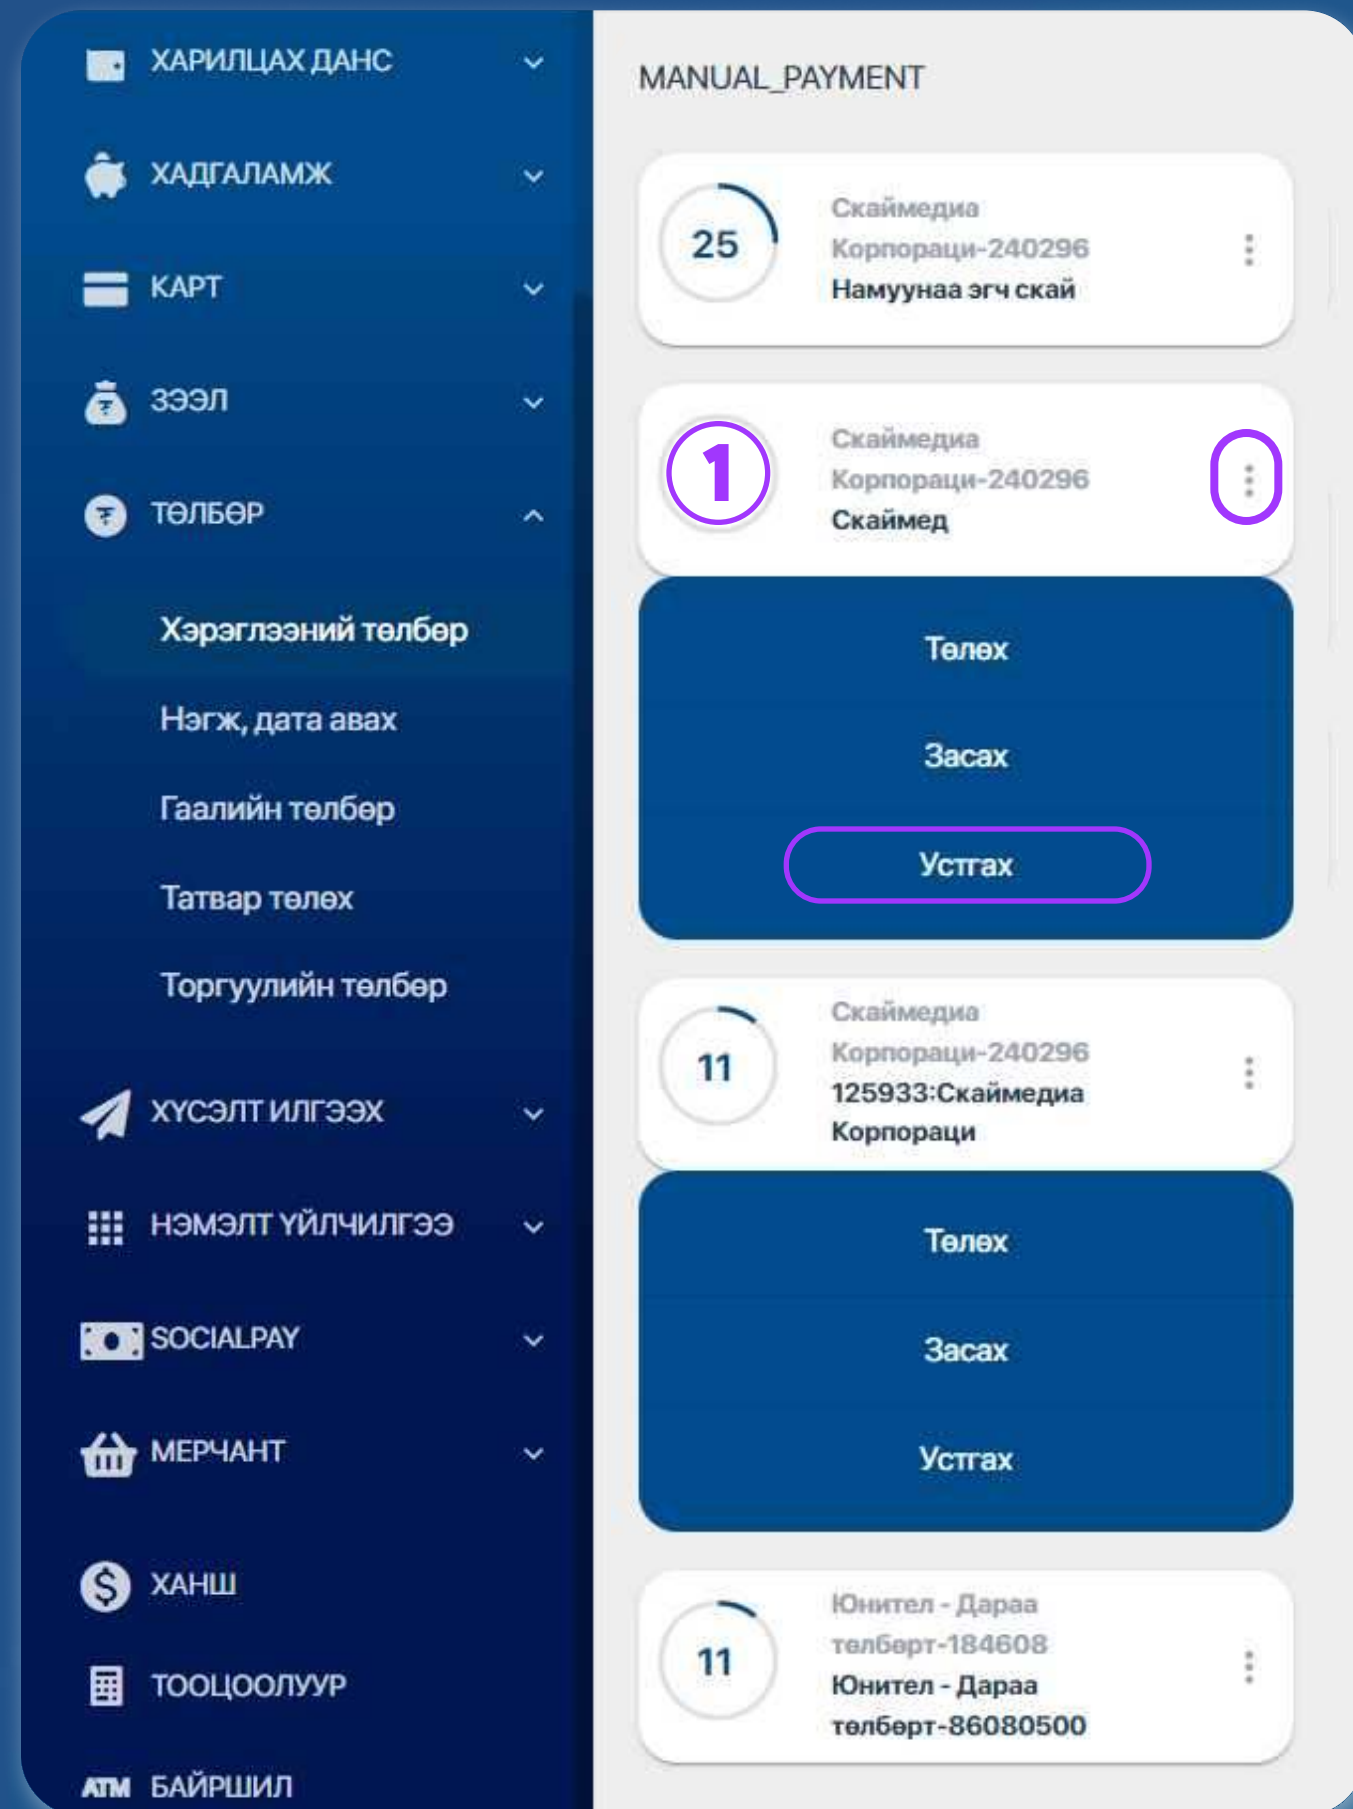 ХАРИЛЦАХ ДАНС
ХАДГАЛАМЖ
КАРТ
ЗЭЭЛ
ТӨЛБӨР
Хэрэглээний төлбөр
Нэгж, дата авах
Гаалийн төлбөр
Татвар төлөх
Торгуулийн төлбөр
ХҮСЭЛТ ИЛГЭЭХ
НЭМЭЛТ ҮЙЛЧИЛГЭЭ
SOCIALPAY
МЕРЧАНТ
ХАНШ
ТООЦООЛУУР
ATM БАЙРШИЛ
MANUAL_PAYMENT
25
Скаймедиа
Корпораци-240296
Намуунаа эгч скай
1
Скаймедиа
Корпораци-240296
Скаймед
Төлөх
Засах
Устгах
11
Скаймедиа
Корпораци-240296
125933:Скаймедиа
Корпораци
Төлөх
Засах
Устгах
11
Юнител - Дараа
төлбөрт-184608
Юнител - Дараа
төлбөрт-86080500